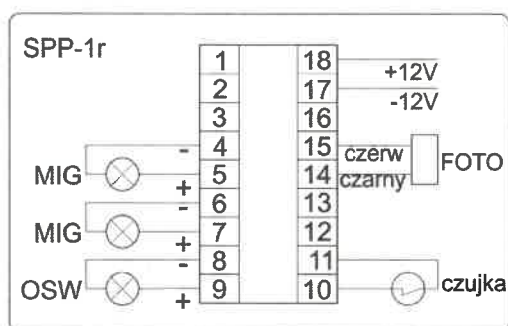 SPP-1r
1 18
+12V
2 17
-12V
3 16
- 4 15 czerw
MIG + 5 14 czarny FOTO
- 6 13
MIG + 7 12
- 8 11
OSW + 9 10 czujka